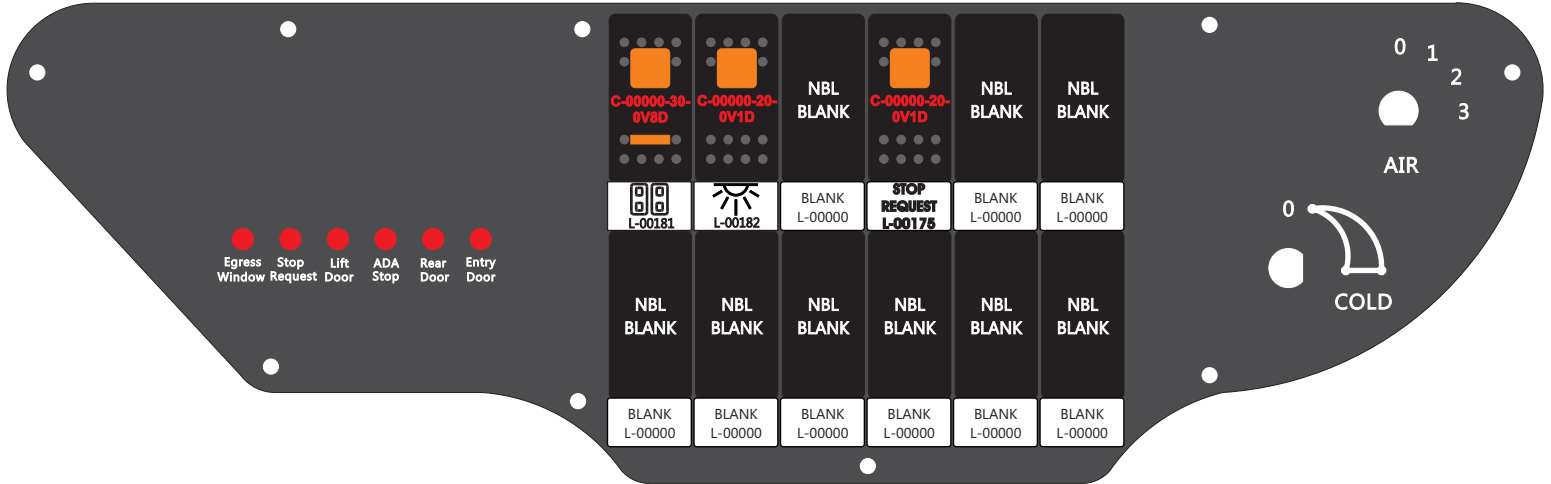 C-00000-30-
0V8D
C-00000-20-
0V1D
NBL
BLANK
C-00000-20-
0V1D
NBL
BLANK
NBL
BLANK
0
1
2
3
AIR
L-00181
L-00182
BLANK
L-00000
STOP
REQUEST
L-00175
BLANK
L-00000
BLANK
L-00000
0
COLD
Egress
Window
Stop
Request
Lift
Door
ADA
Stop
Rear
Door
Entry
Door
NBL
BLANK
NBL
BLANK
NBL
BLANK
NBL
BLANK
NBL
BLANK
NBL
BLANK
BLANK
L-00000
BLANK
L-00000
BLANK
L-00000
BLANK
L-00000
BLANK
L-00000
BLANK
L-00000